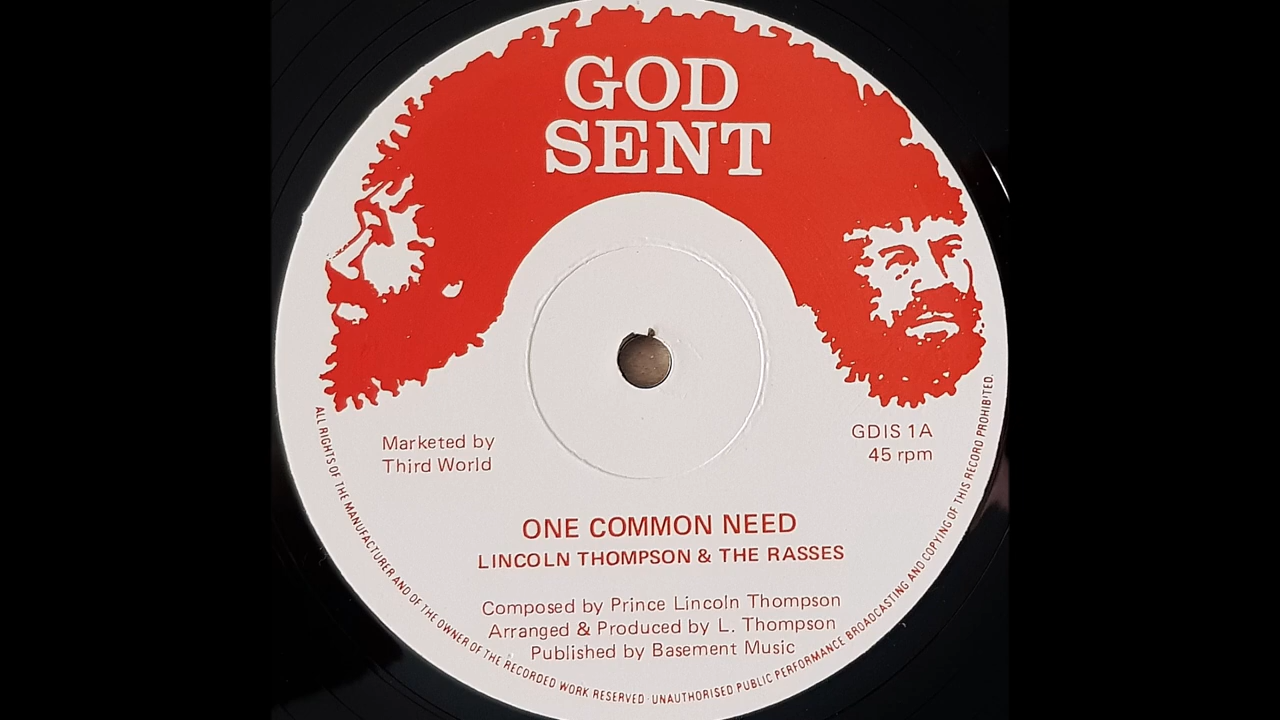 GOD
SENT
Marketed by
Third World
GDIS 1A
45 rpm
ONE COMMON NEED
LINCOLN THOMPSON & THE RASSES
Composed by Prince Lincoln Thompson
Arranged & Produced by L. Thompson
Published by Basement Music
ALL RIGHTS OF THE MANUFACTURER AND OF THE OWNER OF THE RECORDED WORK RESERVED · UNAUTHORISED PUBLIC PERFORMANCE BROADCASTING AND COPYING OF THIS RECORD PROHIBITED.